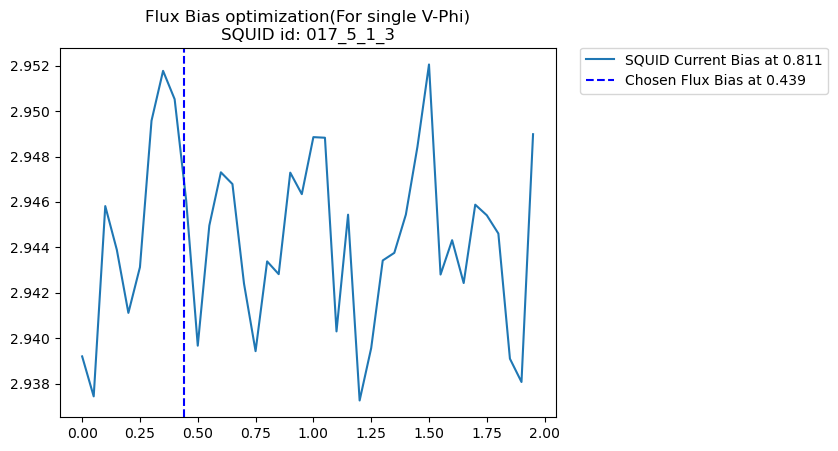 Flux Bias optimization(For single V-Phi)
SQUID id: 017_5_1_3
SQUID Current Bias at 0.811
Chosen Flux Bias at 0.439
2.952
2.950
2.948
2.946
2.944
2.942
2.940
2.938
0.00 0.25 0.50 0.75 1.00 1.25 1.50 1.75 2.00